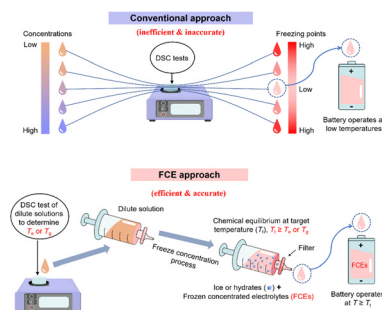 Conventional approach
(inefficient & inaccurate)
Concentrations
Low
High
DSC tests
Freezing points
High
Low
High
Battery operates at
low temperatures
FCE approach
(efficient & accurate)
DSC test of
dilute solutions
to determine
Tₑ or Tg
Dilute solution
Freeze concentration
process
Chemical equilibrium at target
temperature (Tₜ), Tₜ ≥ Tₑ or Tg
Filter
Ice or hydrates ( ) +
Frozen concentrated electrolytes (FCEs)
FCEs
Battery operates
at T ≥ Tₜ